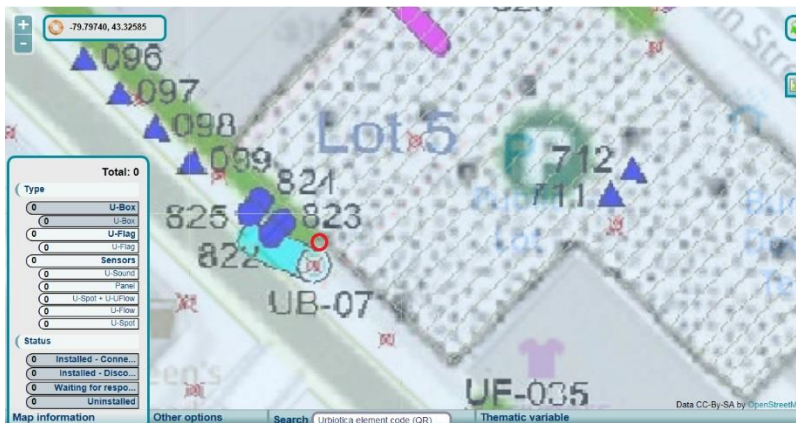 -79.79740, 43.32585
096
097
098
099
Lot 5
P
712
711
824
825
823
822
UB-07
UF-035
Lot
Total: 0
Type
0 U-Box
0 U-Box
0 U-Flag
0 U-Flag
0 Sensors
0 U-Sound
0 Panel
0 U-Spot + U-UFlow
0 U-Flow
0 U-Spot
Status
0 Installed - Conne...
0 Installed - Disco...
0 Waiting for respo...
0 Uninstalled
Map information
Other options
Search Urbiotica element code (QR)
Thematic variable
Data CC-By-SA by OpenStreetM